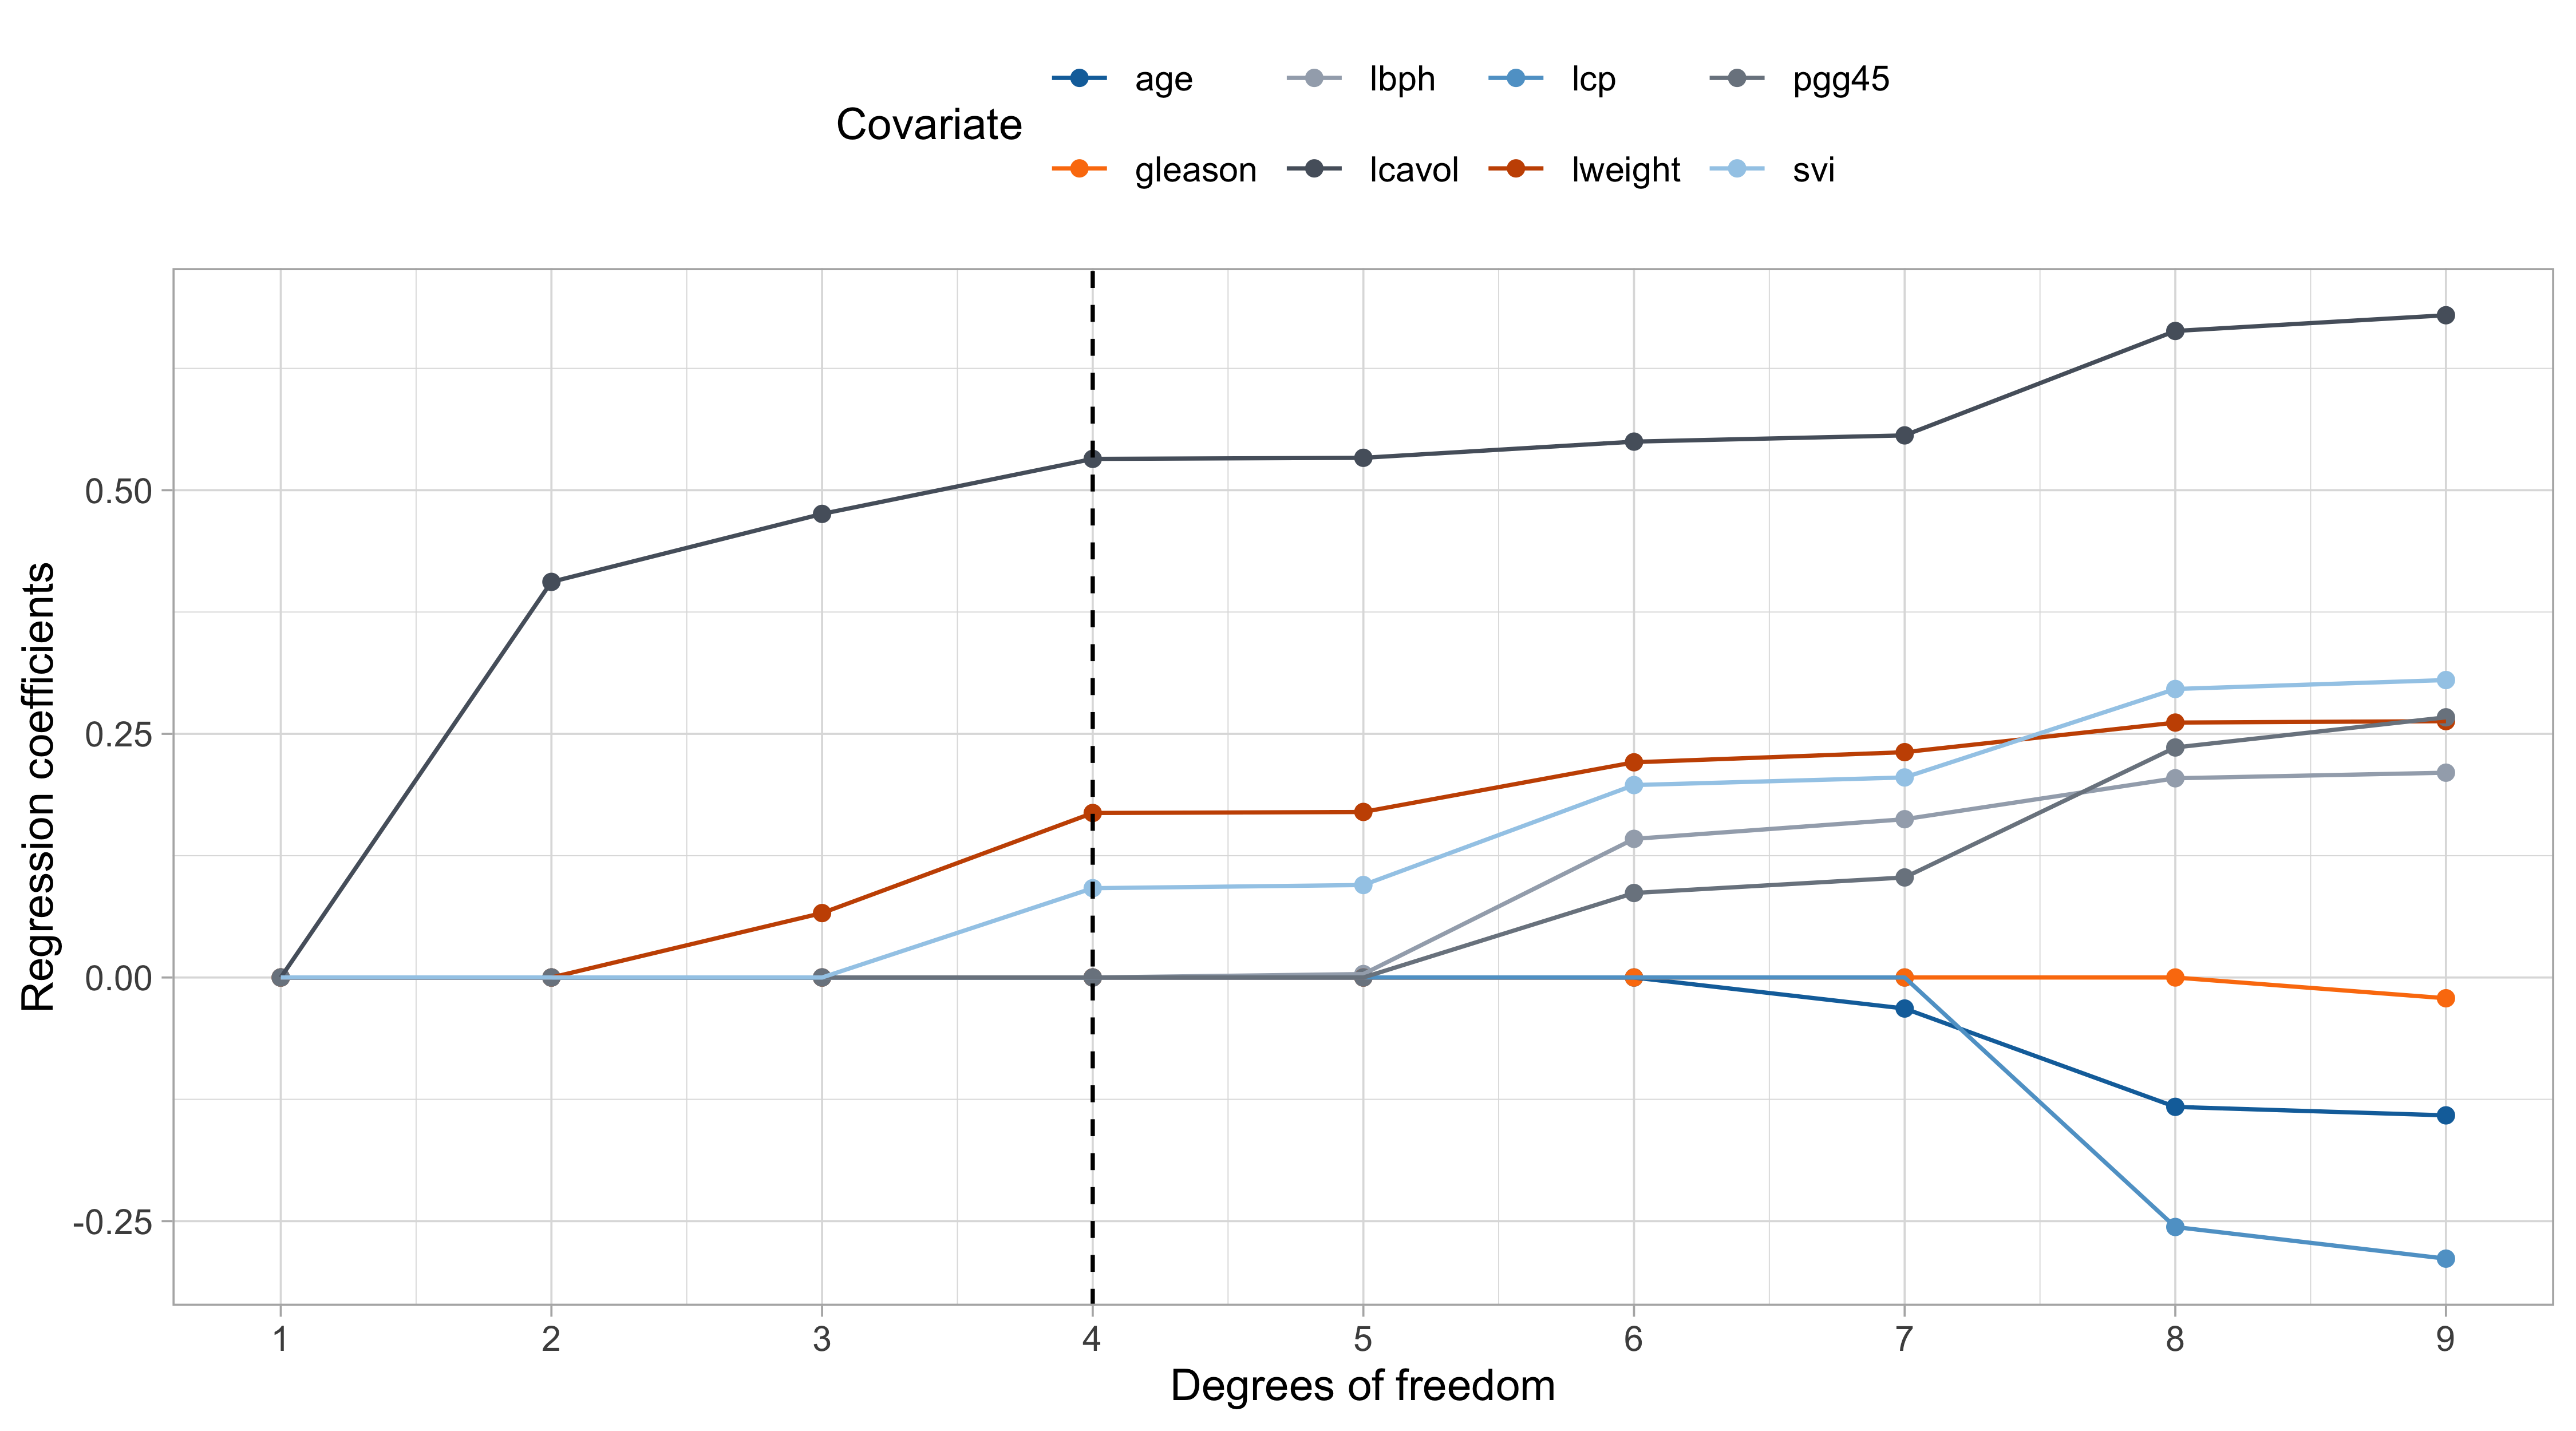 Covariate
age lbph lcp pgg45
gleason lcavol lweight svi
Regression coefficients
0.50
0.25
0.00
-0.25
1 2 3 4 5 6 7 8 9
Degrees of freedom